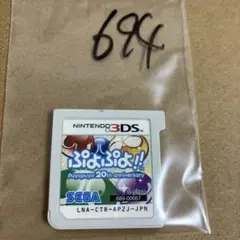 694
NINTENDO 3DS
ぷよぷよ!!
Puyopuyo 20th anniversary
SEGA
LNA-CTR-AP2J-JPN